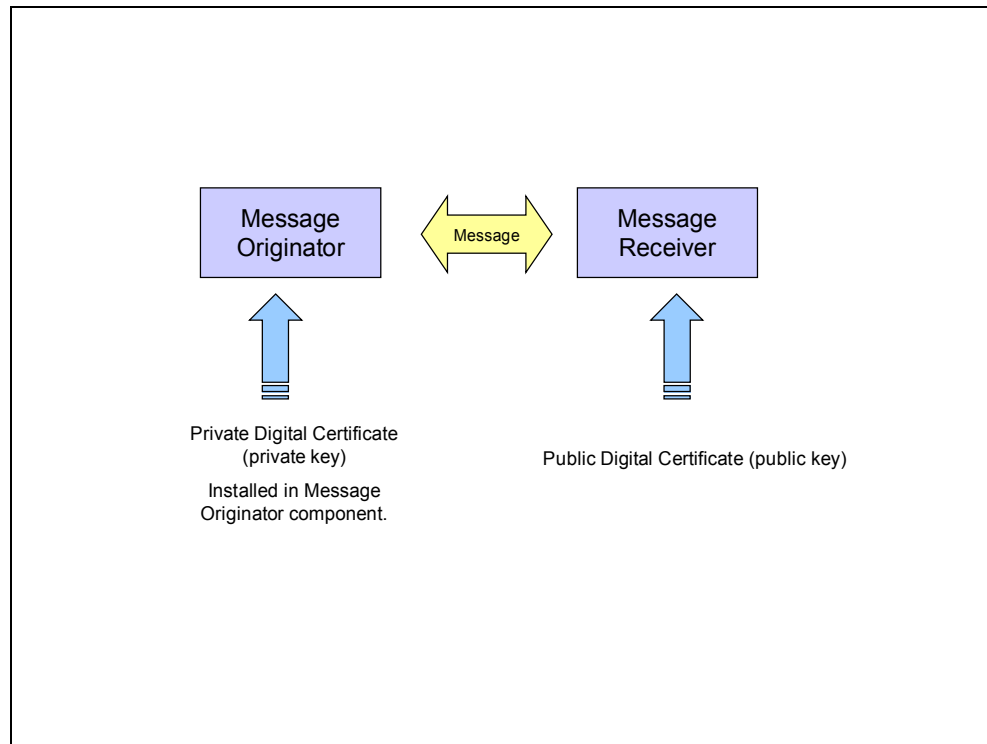 Message
Originator
Message
Message
Receiver
Private Digital Certificate
(private key)
Installed in Message
Originator component.
Public Digital Certificate (public key)